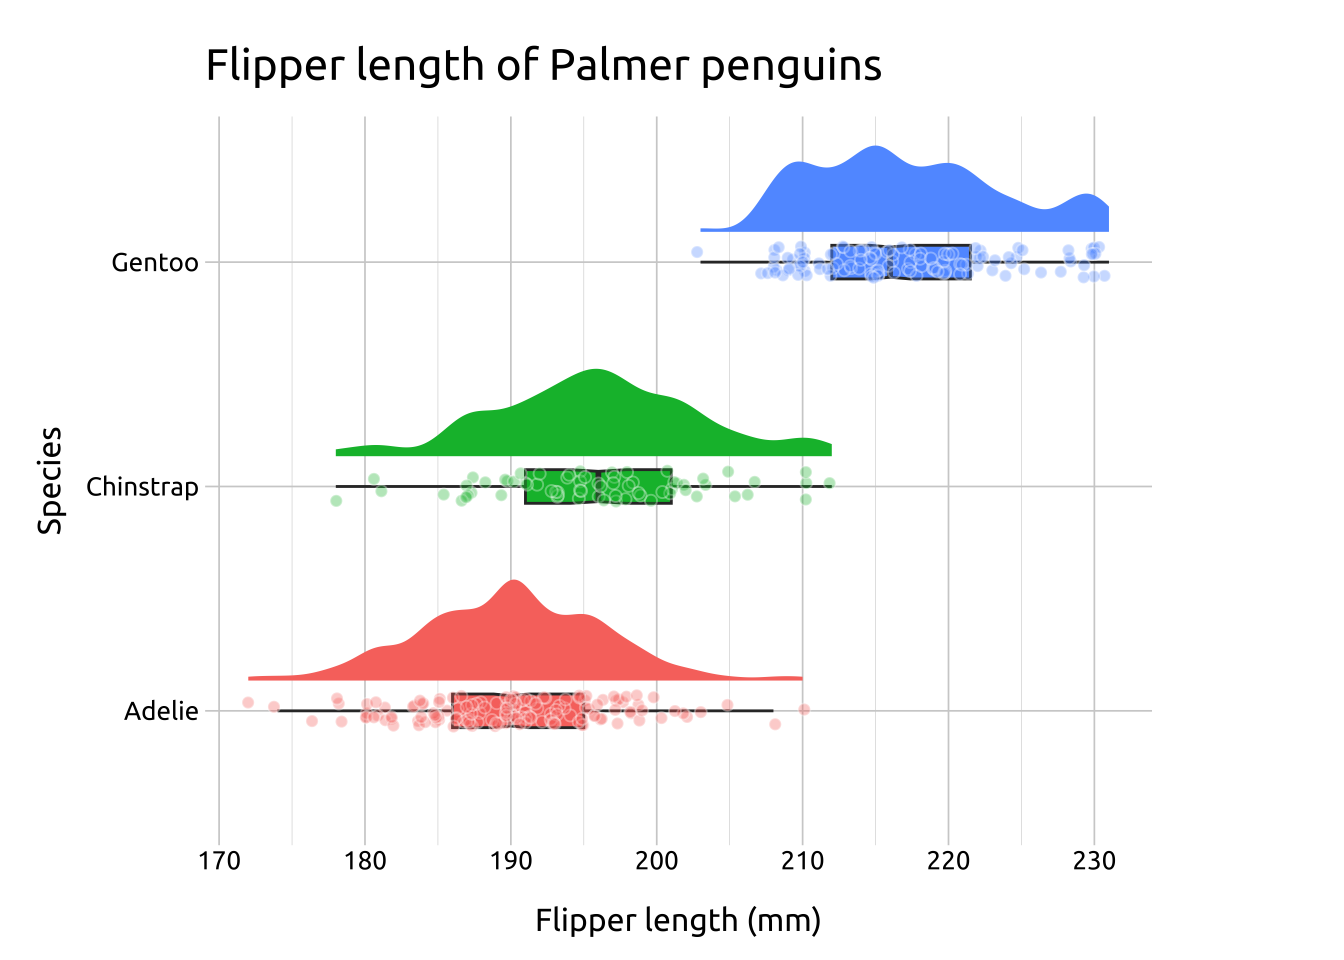 Flipper length of Palmer penguins
Species
Gentoo
Chinstrap
Adelie
170 180 190 200 210 220 230
Flipper length (mm)